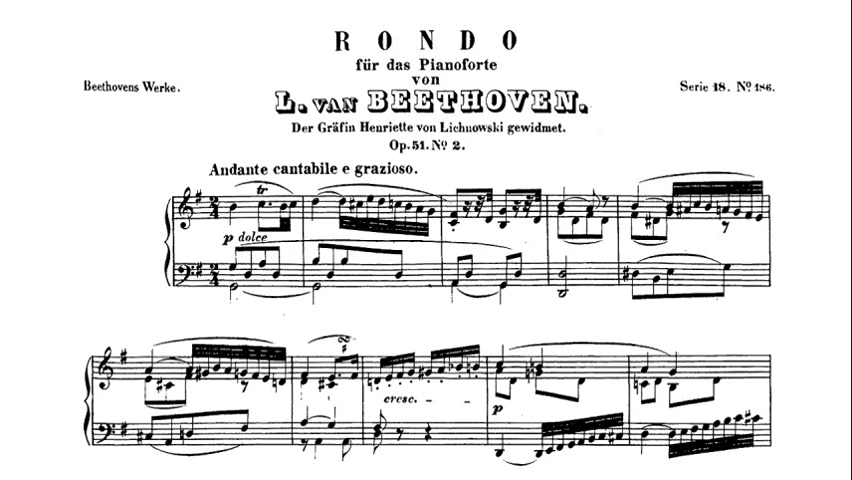 RONDO
für das Pianoforte
von
Beethovens Werke.
Serie 18. No 186.
L. VAN BEETHOVEN.
Der Gräfin Henriette von Lichnowski gewidmet.
Op. 51. No 2.
Andante cantabile e grazioso.
tr
p dolce
cresc.
p